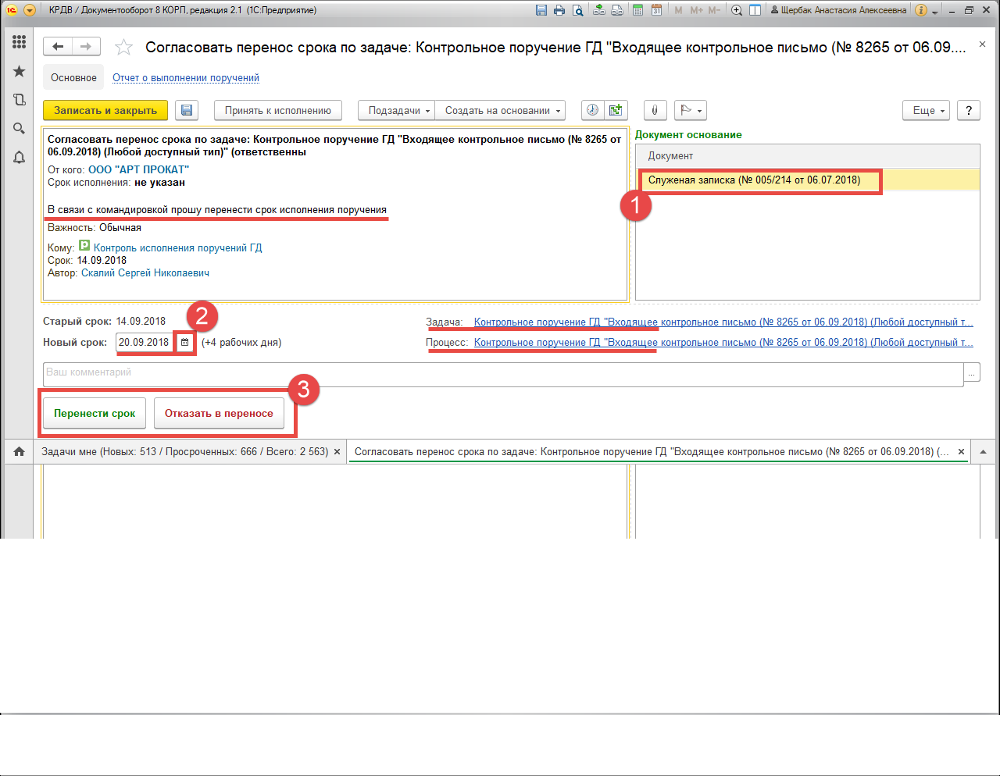 КРДВ / Документооборот 8 КОРП, редакция 2.1 (1С:Предприятие)
M M+ M-
Щербак Анастасия Алексеевна
Согласовать перенос срока по задаче: Контрольное поручение ГД "Входящее контрольное письмо (№ 8265 от 06.09....
Основное
Отчет о выполнении поручений
Записать и закрыть
Принять к исполнению
Подзадачи
Создать на основании
Еще
?
Согласовать перенос срока по задаче: Контрольное поручение ГД "Входящее контрольное письмо (№ 8265 от
06.09.2018) (Любой доступный тип)" (ответственны
От кого: ООО "АРТ ПРОКАТ"
Срок исполнения: не указан
В связи с командировкой прошу перенести срок исполнения поручения
Важность: Обычная
Кому: P Контроль исполнения поручений ГД
Срок: 14.09.2018
Автор: Скалий Сергей Николаевич
Документ основание
Документ
Служеная записка (№ 005/214 от 06.07.2018)
1
Старый срок: 14.09.2018
2
Новый срок: 20.09.2018 (+4 рабочих дня)
Задача: Контрольное поручение ГД "Входящее контрольное письмо (№ 8265 от 06.09.2018) (Любой доступный т...
Процесс: Контрольное поручение ГД "Входящее контрольное письмо (№ 8265 от 06.09.2018) (Любой доступный т...
Ваш комментарий
...
3
Перенести срок
Отказать в переносе
Задачи мне (Новых: 513 / Просроченных: 666 / Всего: 2 563)
Согласовать перенос срока по задаче: Контрольное поручение ГД "Входящее контрольное письмо (№ 8265 от 06.09.2018) (...